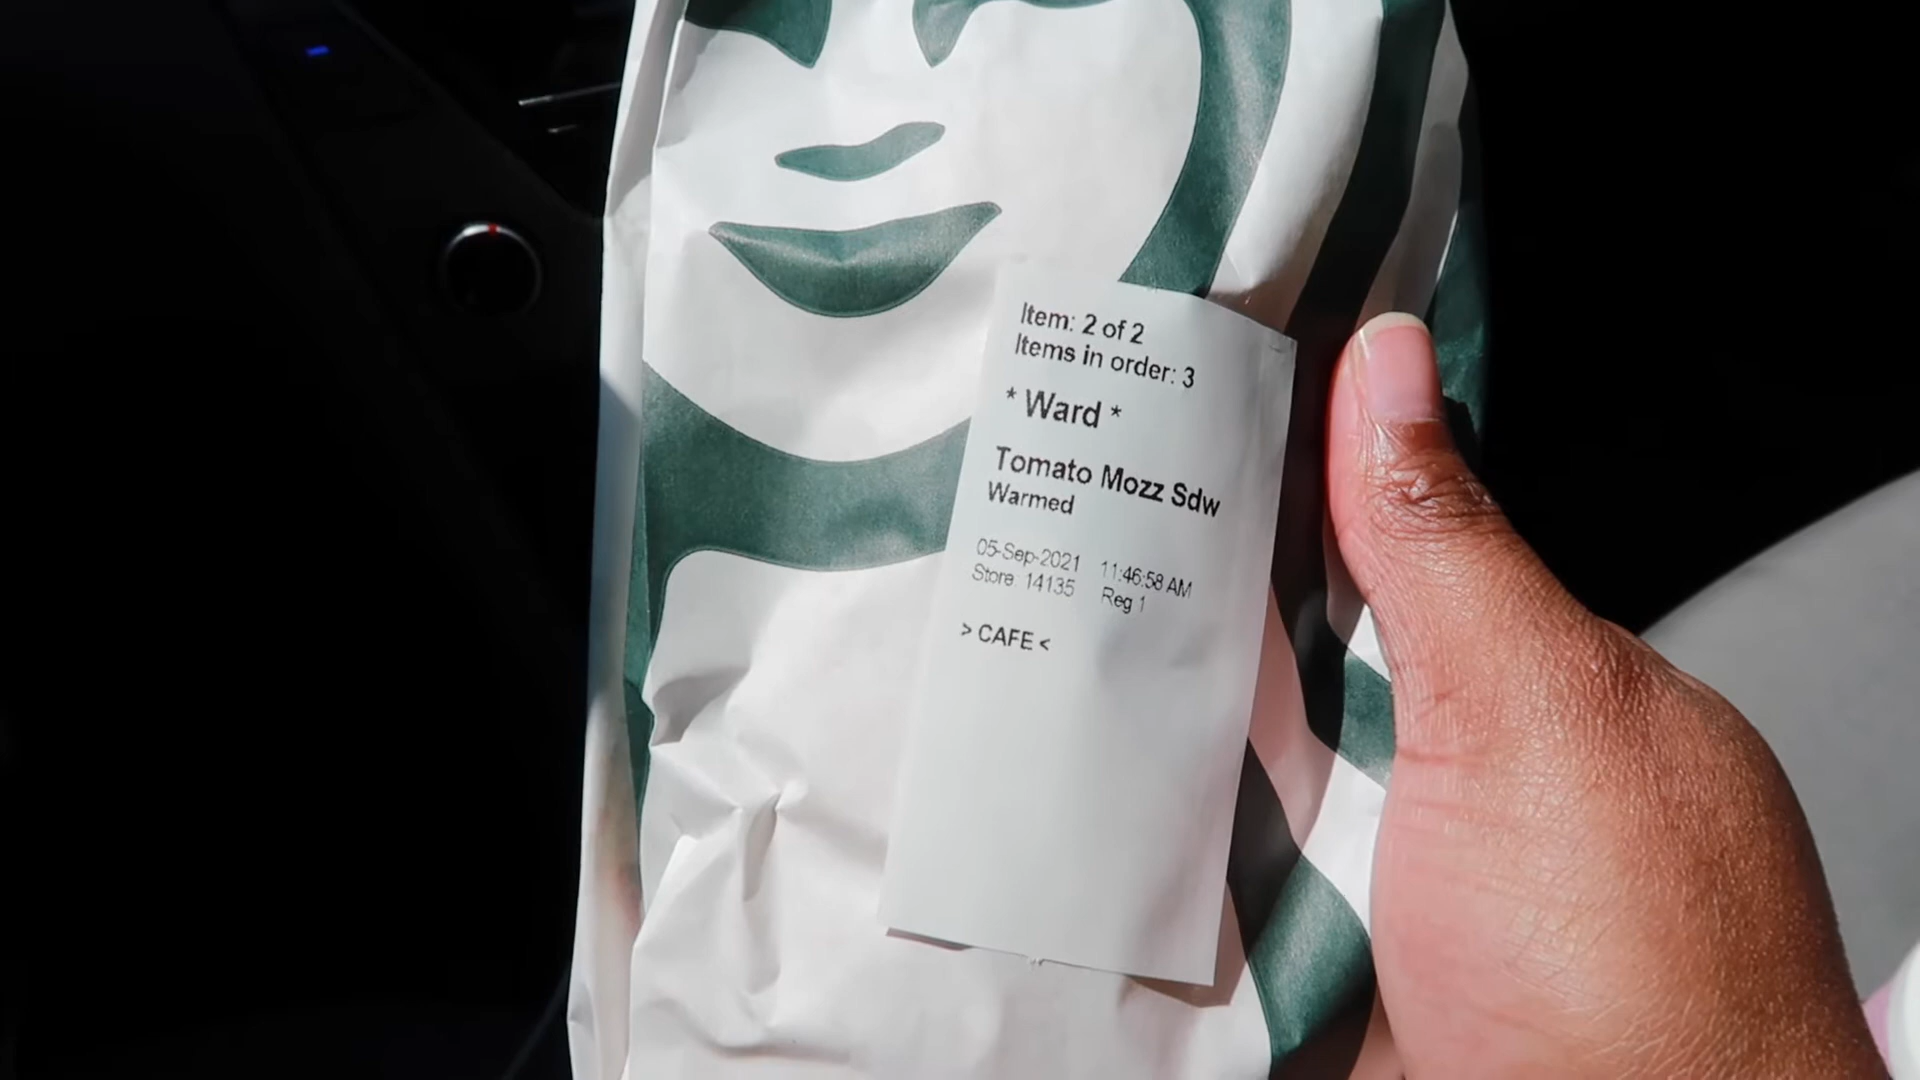 Item: 2 of 2
Items in order: 3
* Ward *
Tomato Mozz Sdw
Warmed
05-Sep-2021 11:46:58 AM
Store: 14135 Reg 1
> CAFE <